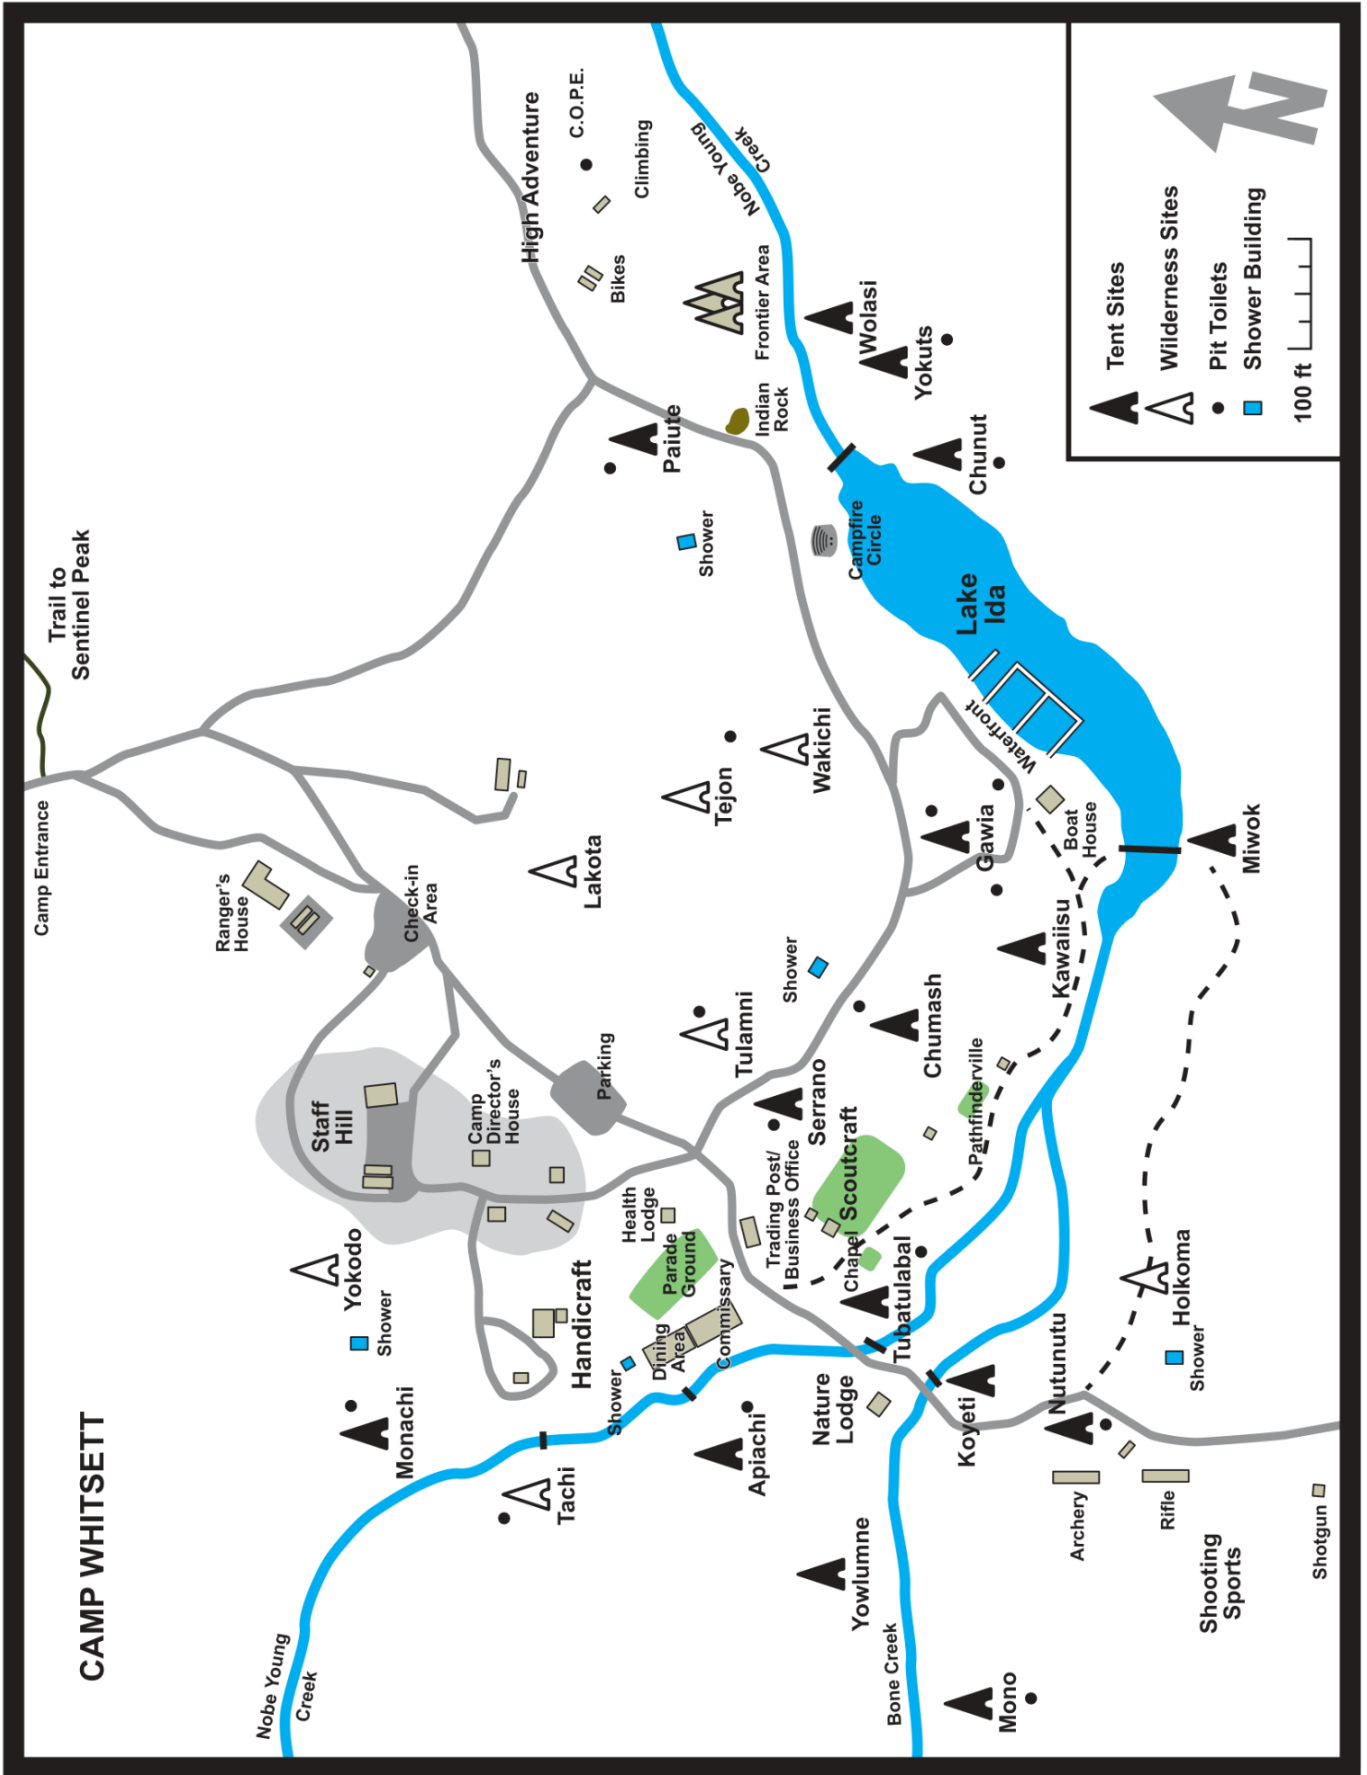 CAMP WHITSETT
Nobe Young
Creek
Monachi
Shower
Yokodo
Tachi
Staff
Hill
Ranger's
House
Camp Entrance
Trail to
Sentinel Peak
Check-in
Area
Camp
Director's
House
Handicraft
Shower
Dining
Area
Commissary
Parade
Ground
Health
Lodge
Parking
Lakota
Tejon
Wakichi
Tulamni
Shower
Serrano
Trading Post/
Business Office
Scoutcraft
Chapel
Chumash
Pathfinderville
Apiachi
Nature
Lodge
Tubatulabal
Yowlumne
Bone Creek
Mono
Koyeti
Nutunutu
Holkoma
Shower
Archery
Rifle
Shooting
Sports
Shotgun
Kawaiisu
Gawia
Boat
House
Miwok
Waterfront
Lake
Ida
Campfire
Circle
Shower
Paiute
Indian
Rock
Chunut
Yokuts
Wolasi
Frontier Area
Bikes
Climbing
C.O.P.E.
High Adventure
Nobe Young
Creek
Tent Sites
Wilderness Sites
Pit Toilets
Shower Building
100 ft
N